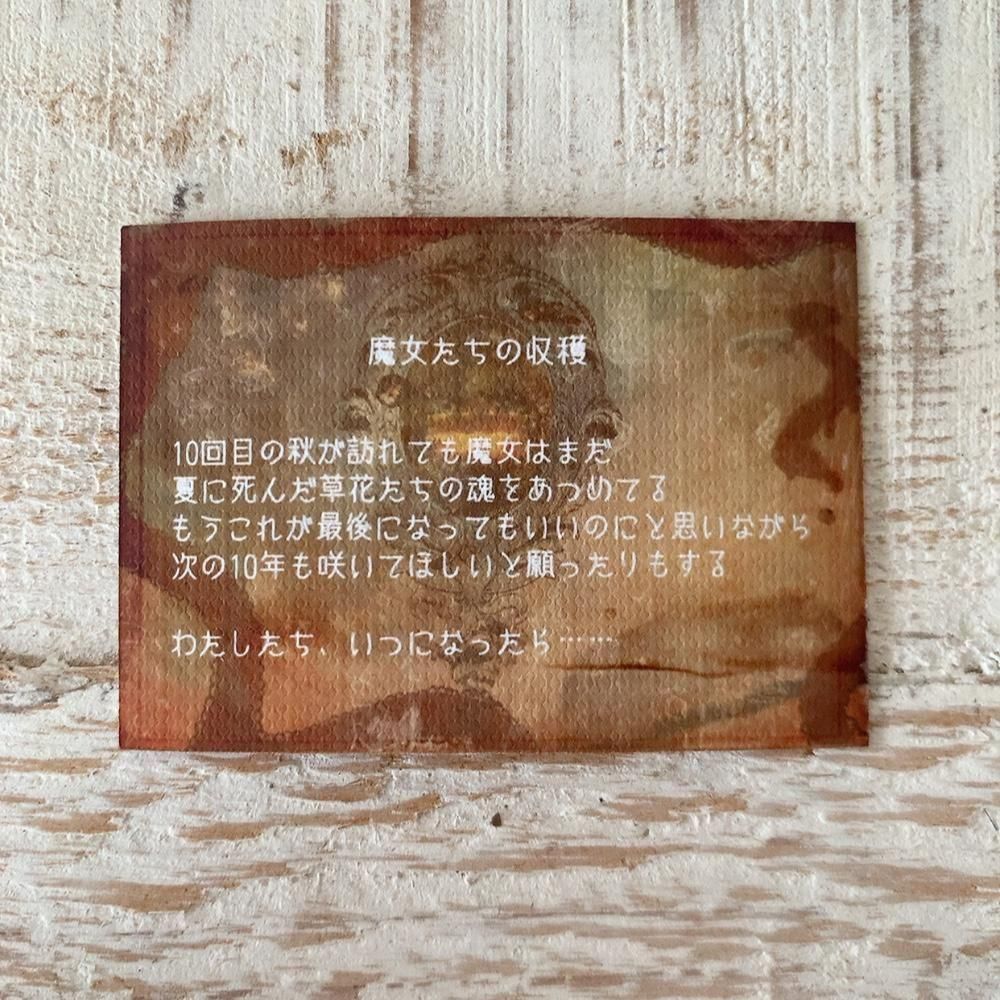 魔女たちの収穫
10回目の秋が訪れても魔女はまだ
夏に死んだ草花たちの魂をあつめてる
もうこれが最後になってもいいのにと思いながら
次の10年も咲いてほしいと願ったりもする
わたしたち、いつになったら……